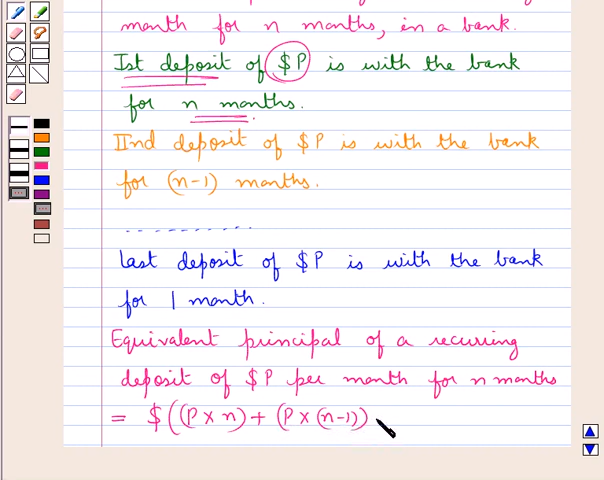 month for n months, in a bank.
Ist deposit of $P is with the bank
for n months.
IInd deposit of $P is with the bank
for (n-1) months.
............
last deposit of $P is with the bank
for 1 month.
Equivalent principal of a recurring
deposit of $P per month for n months
= $((P × n) + (P × (n-1))